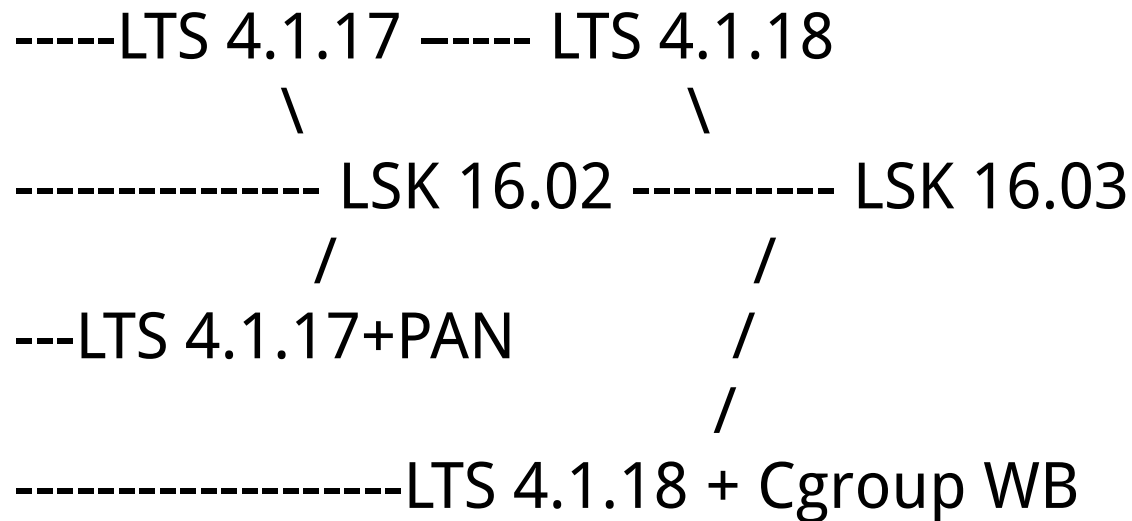 -----LTS 4.1.17 ----- LTS 4.1.18
\ \
--------------- LSK 16.02 ---------- LSK 16.03
/ /
---LTS 4.1.17+PAN /
/
-------------------LTS 4.1.18 + Cgroup WB